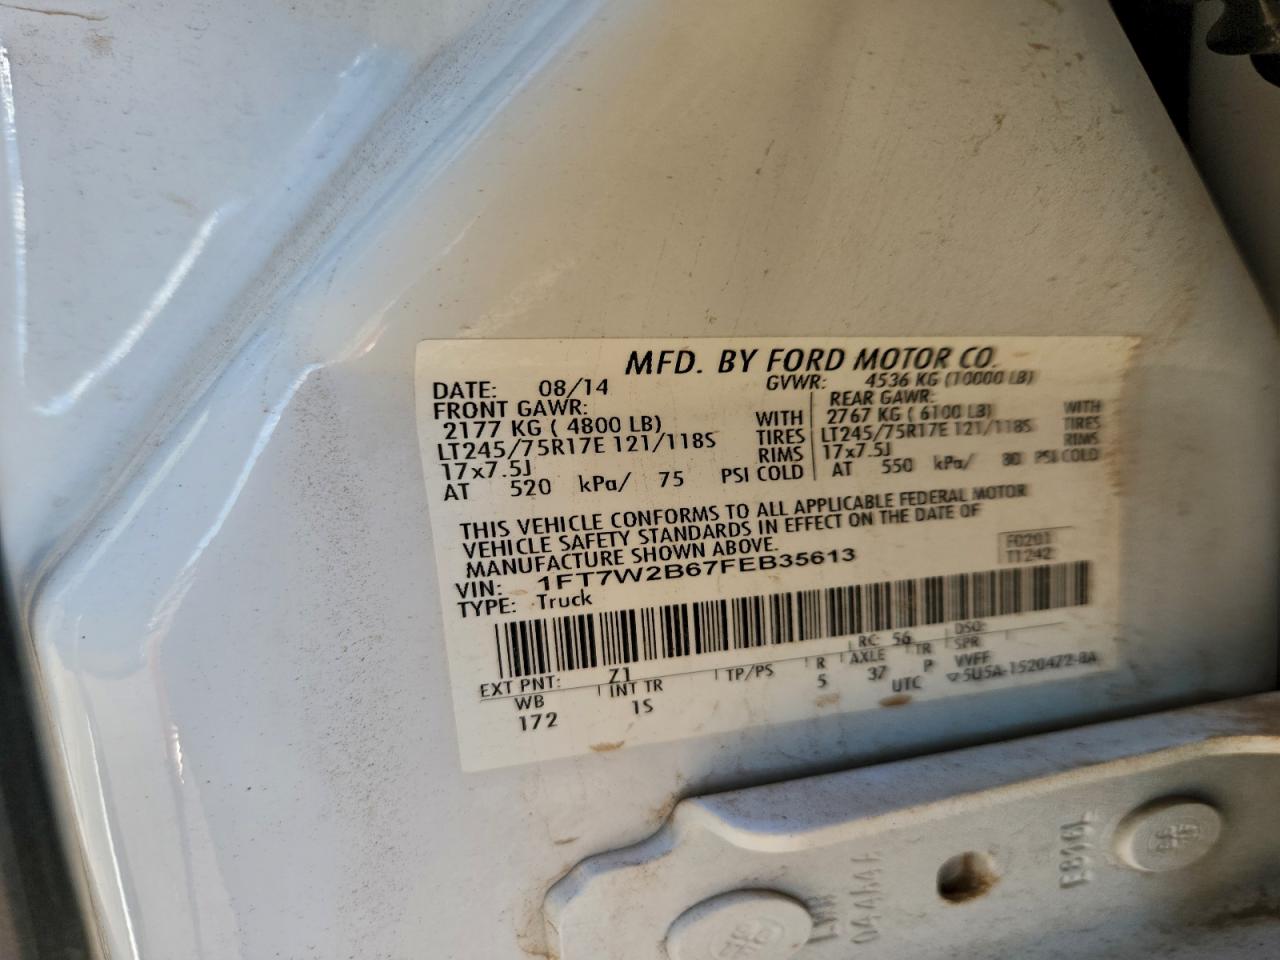 MFD. BY FORD MOTOR CO.
DATE: 08/14 GVWR: 4536 KG (10000 LB)
FRONT GAWR: REAR GAWR:
2177 KG ( 4800 LB) WITH 2767 KG ( 6100 LB) WITH
LT245/75R17E 121/118S TIRES LT245/75R17E 121/118S TIRES
17x7.5J RIMS 17x7.5J RIMS
AT 520 kPa/ 75 PSI COLD AT 550 kPa/ 80 PSI COLD
THIS VEHICLE CONFORMS TO ALL APPLICABLE FEDERAL MOTOR
VEHICLE SAFETY STANDARDS IN EFFECT ON THE DATE OF
MANUFACTURE SHOWN ABOVE.
F0201
VIN: 1FT7W2B67FEB35613
T1242
TYPE: Truck
EXT PNT: Z1 RC: 56 DSO:
WB INT TR TP/PS R AXLE TR SPR
172 1S 5 37 P VVFF
UTC ▽5U5A-1520472-BA